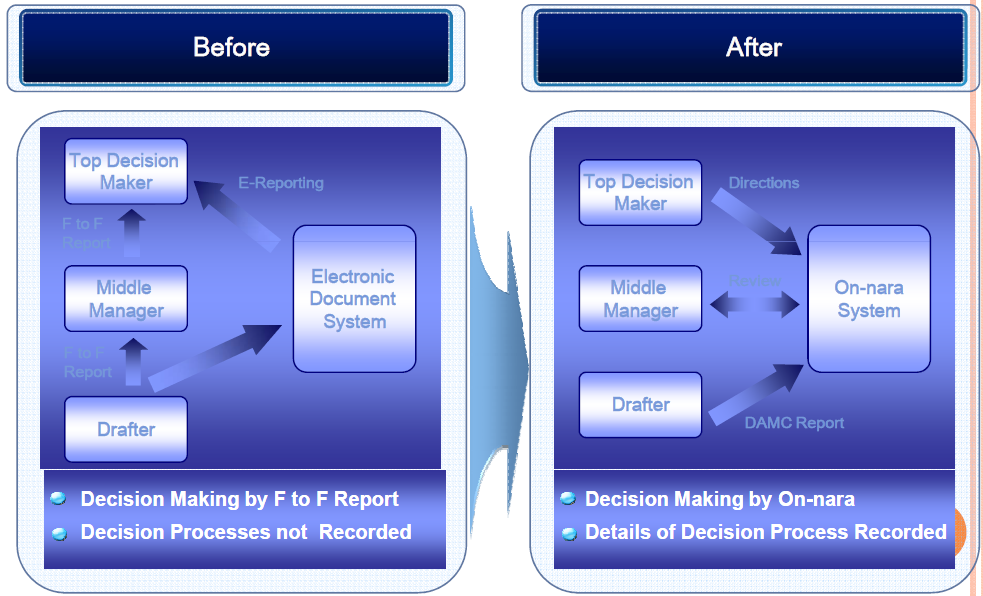 Before
Top Decision
Maker
E-Reporting
F to F
Report
Middle
Manager
Electronic
Document
System
F to F
Report
Drafter
Decision Making by F to F Report
Decision Processes not Recorded
After
Top Decision
Maker
Directions
Middle
Manager
Review
On-nara
System
Drafter
DAMC Report
Decision Making by On-nara
Details of Decision Process Recorded